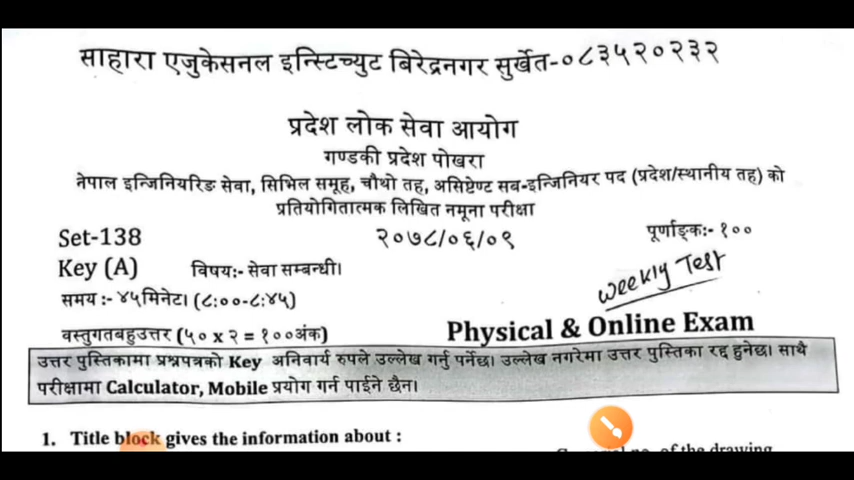 साहारा एजुकेसनल इन्स्टिच्युट बिरेद्रनगर सुर्खेत-०८३५२०२३२
प्रदेश लोक सेवा आयोग
गण्डकी प्रदेश पोखरा
नेपाल इन्जिनियरिङ सेवा, सिभिल समूह, चौथो तह, असिष्टेण्ट सब-इन्जिनियर पद (प्रदेश/स्थानीय तह) को
प्रतियोगितात्मक लिखित नमूना परीक्षा
Set-138 २०७८/०६/०९ पूर्णाङ्कः- १००
Key (A) विषयः- सेवा सम्बन्धी।
Weekly Test
समयः- ४५मिनेट। (८:००-८:४५)
वस्तुगतबहुउत्तर (५० x २ = १००अंक) Physical & Online Exam
उत्तर पुस्तिकामा प्रश्नपत्रको Key अनिवार्य रुपले उल्लेख गर्नु पर्नेछ। उल्लेख नगरेमा उत्तर पुस्तिका रद्द हुनेछ। साथै
परीक्षामा Calculator, Mobile प्रयोग गर्न पाईने छैन।
1. Title block gives the information about :
no. of the drawing